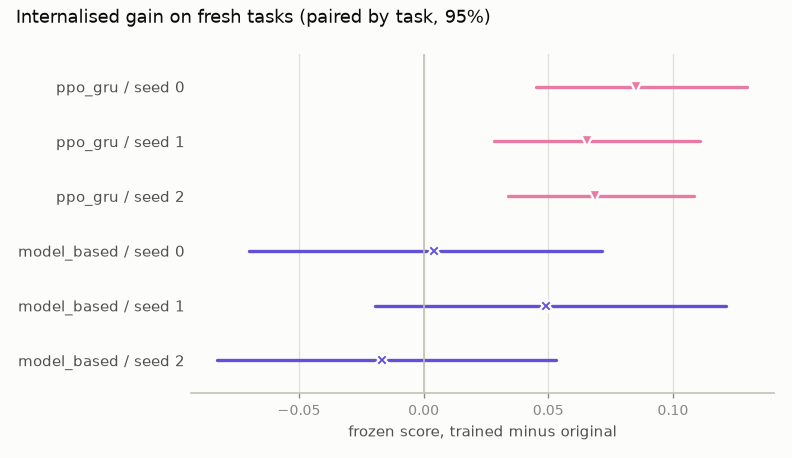 Internalised gain on fresh tasks (paired by task, 95%)
ppo_gru / seed 0
ppo_gru / seed 1
ppo_gru / seed 2
model_based / seed 0
model_based / seed 1
model_based / seed 2
−0.05 0.00 0.05 0.10
frozen score, trained minus original